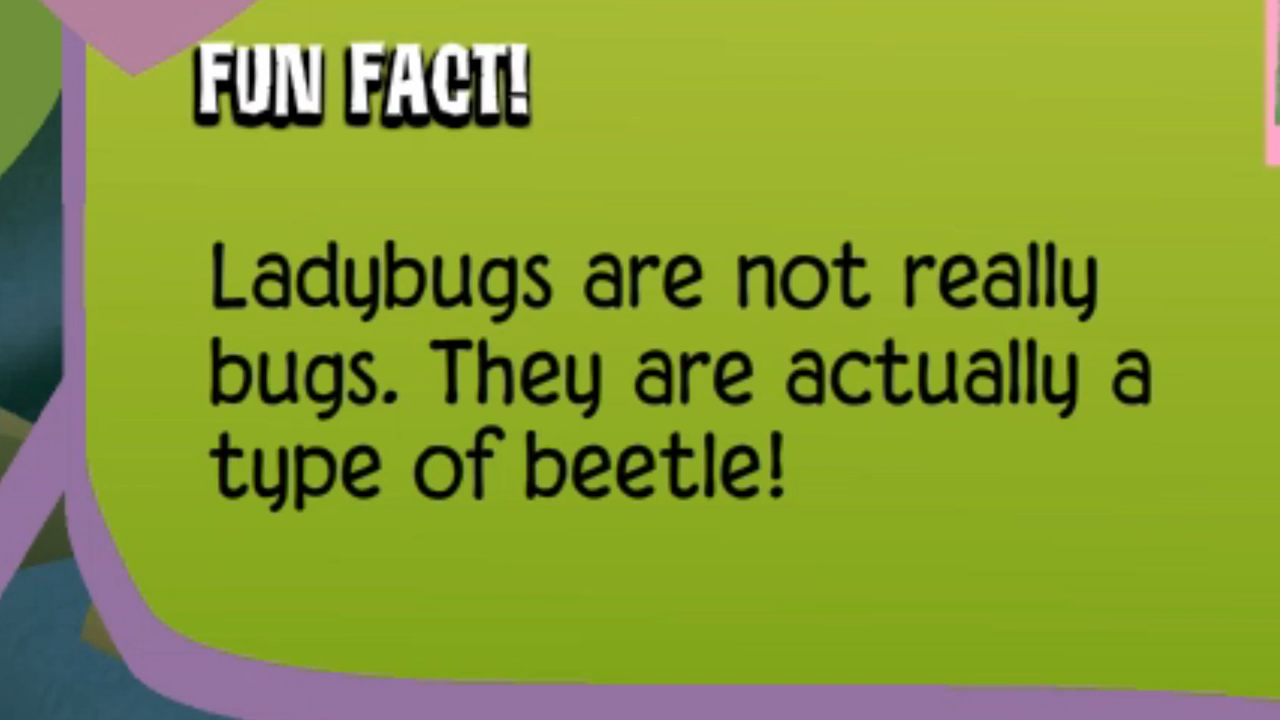 FUN FACT!
Ladybugs are not really
bugs. They are actually a
type of beetle!